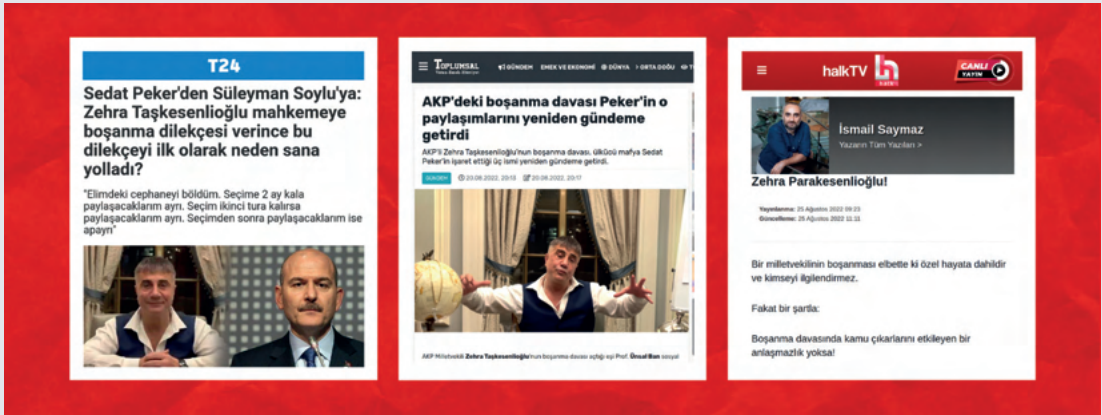 T24
Sedat Peker'den Süleyman Soylu'ya:
Zehra Taşkesenlioğlu mahkemeye
boşanma dilekçesi verince bu
dilekçeyi ilk olarak neden sana
yolladı?
"Elimdeki cephaneyi böldüm. Seçime 2 ay kala
paylaşacaklarım ayrı. Seçim ikinci tura kalırsa
paylaşacaklarım ayrı. Seçimden sonra paylaşacaklarım ise
apayrı"
TOPLUMSAL
GÜNDEM EMEK VE EKONOMİ DÜNYA > ORTA DOĞU
AKP'deki boşanma davası Peker'in o
paylaşımlarını yeniden gündeme
getirdi
AKP'li Zehra Taşkesenlioğlu'nun boşanma davası, ülkücü mafya Sedat
Peker'in işaret ettiği üç ismi yeniden gündeme getirdi.
GÜNDEM 20.08.2022, 20:13 20.08.2022, 20:17
AKP Milletvekili Zehra Taşkesenlioğlu'nun boşanma davası açtığı eşi Prof. Ünsal Ban sosyal
halkTV
CANLI
YAYIN
İsmail Saymaz
Yazarın Tüm Yazıları >
Zehra Parakesenlioğlu!
Yayınlanma: 25 Ağustos 2022 09:23
Güncelleme: 25 Ağustos 2022 11:11
Bir milletvekilinin boşanması elbette ki özel hayata dahildir
ve kimseyi ilgilendirmez.
Fakat bir şartla:
Boşanma davasında kamu çıkarlarını etkileyen bir
anlaşmazlık yoksa!